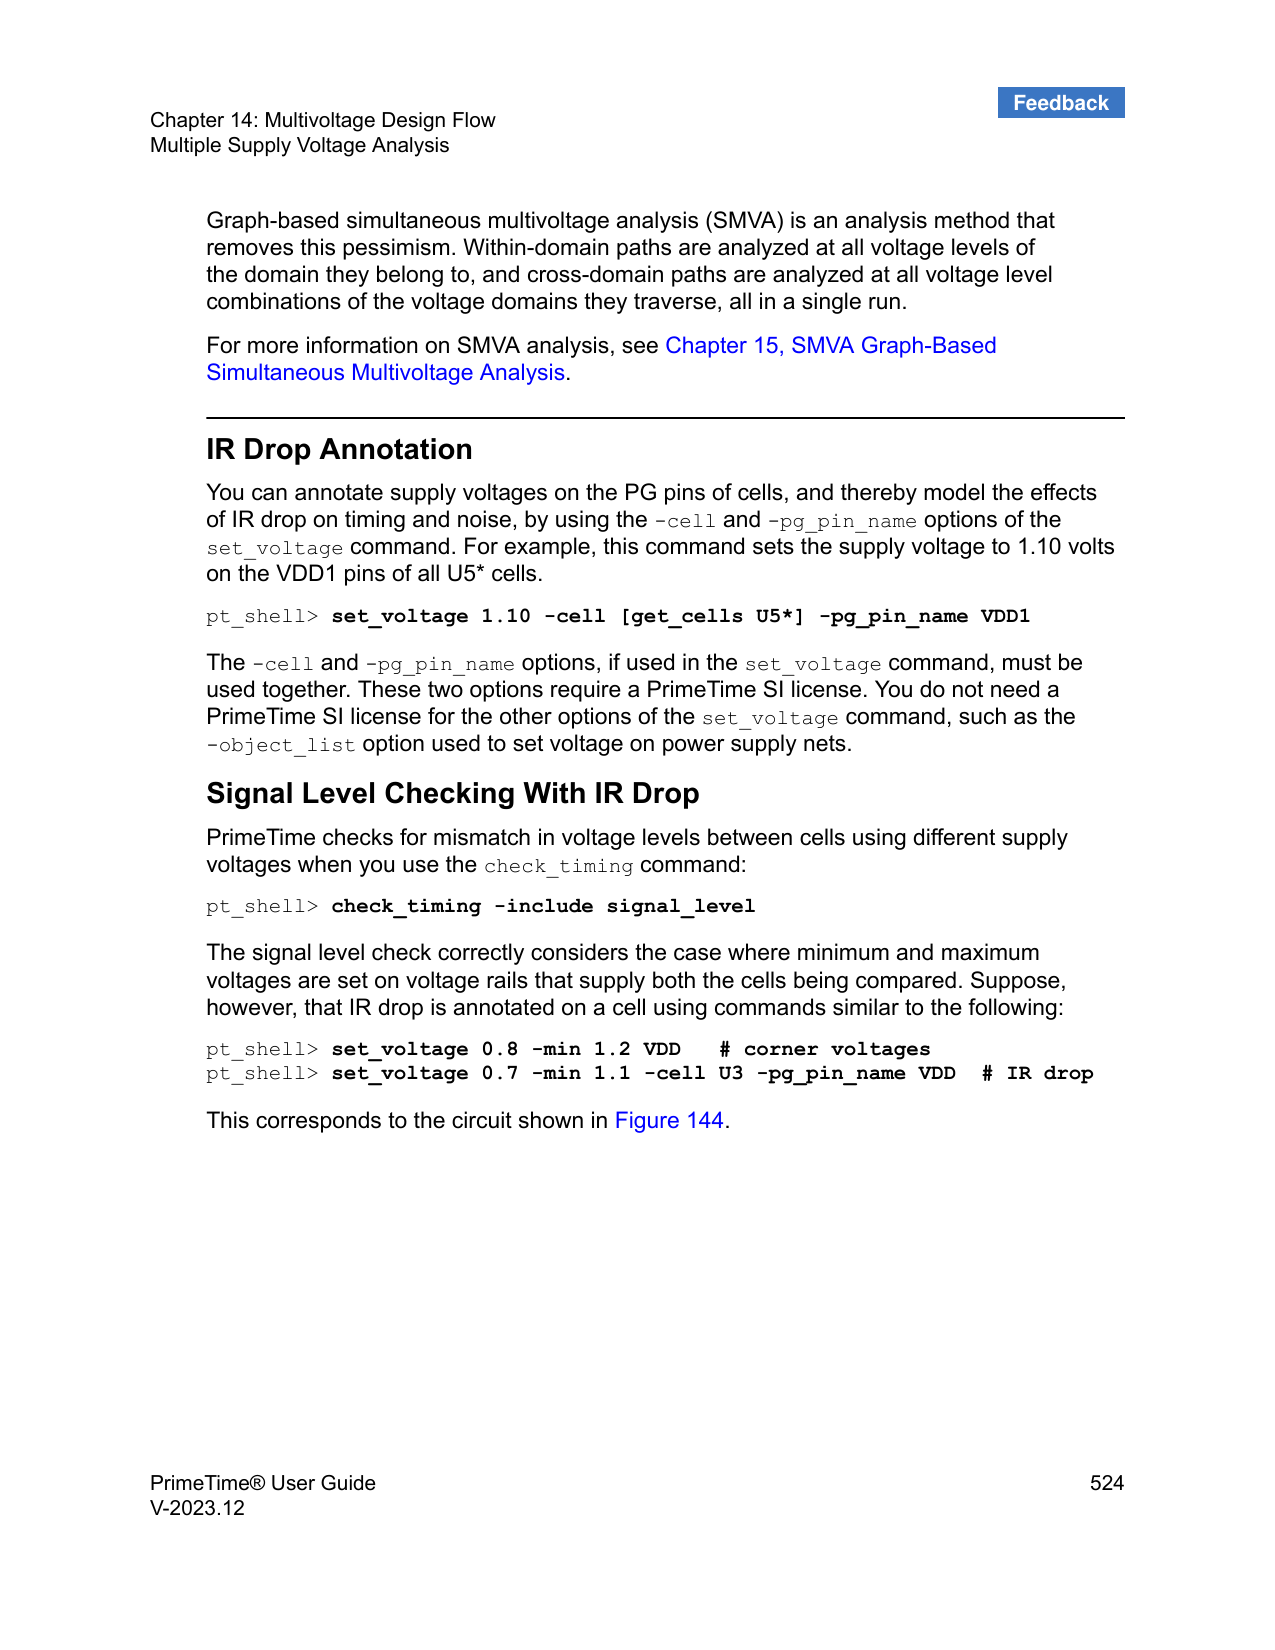 Feedback
Chapter 14: Multivoltage Design Flow
Multiple Supply Voltage Analysis
Graph-based simultaneous multivoltage analysis (SMVA) is an analysis method that
removes this pessimism. Within-domain paths are analyzed at all voltage levels of
the domain they belong to, and cross-domain paths are analyzed at all voltage level
combinations of the voltage domains they traverse, all in a single run.
For more information on SMVA analysis, see Chapter 15, SMVA Graph-Based
Simultaneous Multivoltage Analysis.
IR Drop Annotation
You can annotate supply voltages on the PG pins of cells, and thereby model the effects
of IR drop on timing and noise, by using the -cell and -pg_pin_name options of the
set_voltage command. For example, this command sets the supply voltage to 1.10 volts
on the VDD1 pins of all U5* cells.
pt_shell> set_voltage 1.10 -cell [get_cells U5*] -pg_pin_name VDD1
The -cell and -pg_pin_name options, if used in the set_voltage command, must be
used together. These two options require a PrimeTime SI license. You do not need a
PrimeTime SI license for the other options of the set_voltage command, such as the
-object_list option used to set voltage on power supply nets.
Signal Level Checking With IR Drop
PrimeTime checks for mismatch in voltage levels between cells using different supply
voltages when you use the check_timing command:
pt_shell> check_timing -include signal_level
The signal level check correctly considers the case where minimum and maximum
voltages are set on voltage rails that supply both the cells being compared. Suppose,
however, that IR drop is annotated on a cell using commands similar to the following:
pt_shell> set_voltage 0.8 -min 1.2 VDD   # corner voltages
pt_shell> set_voltage 0.7 -min 1.1 -cell U3 -pg_pin_name VDD  # IR drop
This corresponds to the circuit shown in Figure 144.
PrimeTime® User Guide
524
V-2023.12